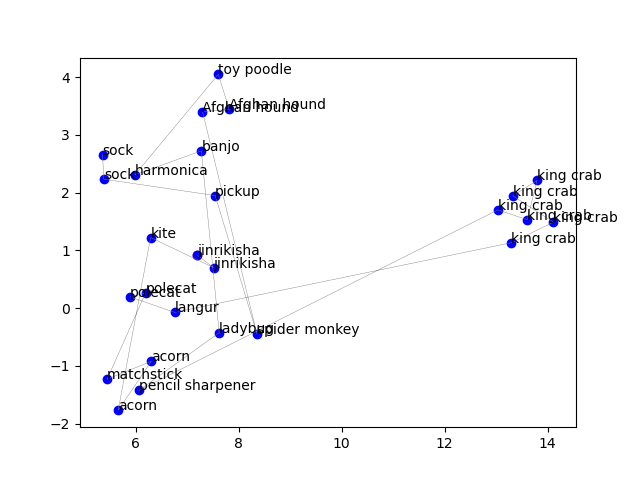 toy poodle
4
Afghan hound
Afghan hound
3
banjo
sock
harmonica
sock
king crab
pickup
king crab
2
king crab
king crab
king crab
kite
king crab
1
jinrikisha
jinrikisha
polecat
polecat
langur
0
ladybug
spider monkey
acorn
−1
matchstick
pencil sharpener
acorn
−2
6 8 10 12 14